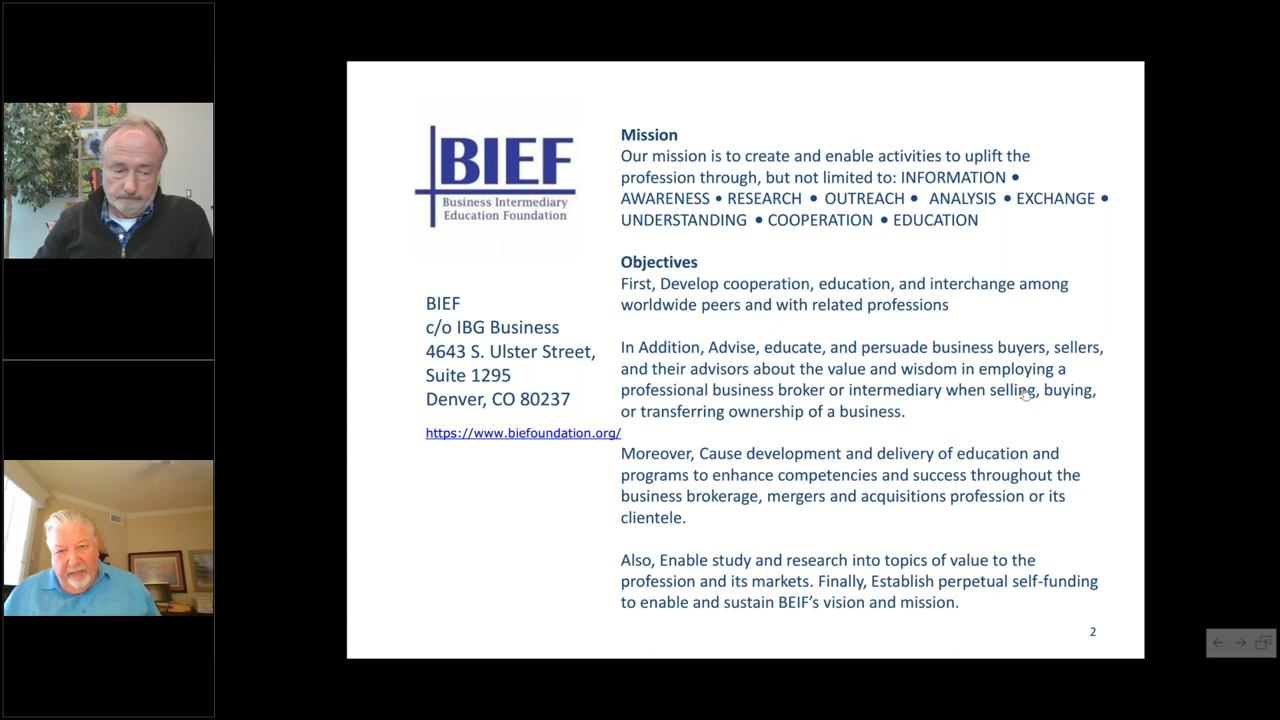 BIEF
Business Intermediary
Education Foundation
BIEF
c/o IBG Business
4643 S. Ulster Street,
Suite 1295
Denver, CO 80237
https://www.biefoundation.org/
Mission
Our mission is to create and enable activities to uplift the
profession through, but not limited to: INFORMATION •
AWARENESS • RESEARCH • OUTREACH • ANALYSIS • EXCHANGE •
UNDERSTANDING • COOPERATION • EDUCATION
Objectives
First, Develop cooperation, education, and interchange among
worldwide peers and with related professions
In Addition, Advise, educate, and persuade business buyers, sellers,
and their advisors about the value and wisdom in employing a
professional business broker or intermediary when selling, buying,
or transferring ownership of a business.
Moreover, Cause development and delivery of education and
programs to enhance competencies and success throughout the
business brokerage, mergers and acquisitions profession or its
clientele.
Also, Enable study and research into topics of value to the
profession and its markets. Finally, Establish perpetual self-funding
to enable and sustain BEIF’s vision and mission.
2